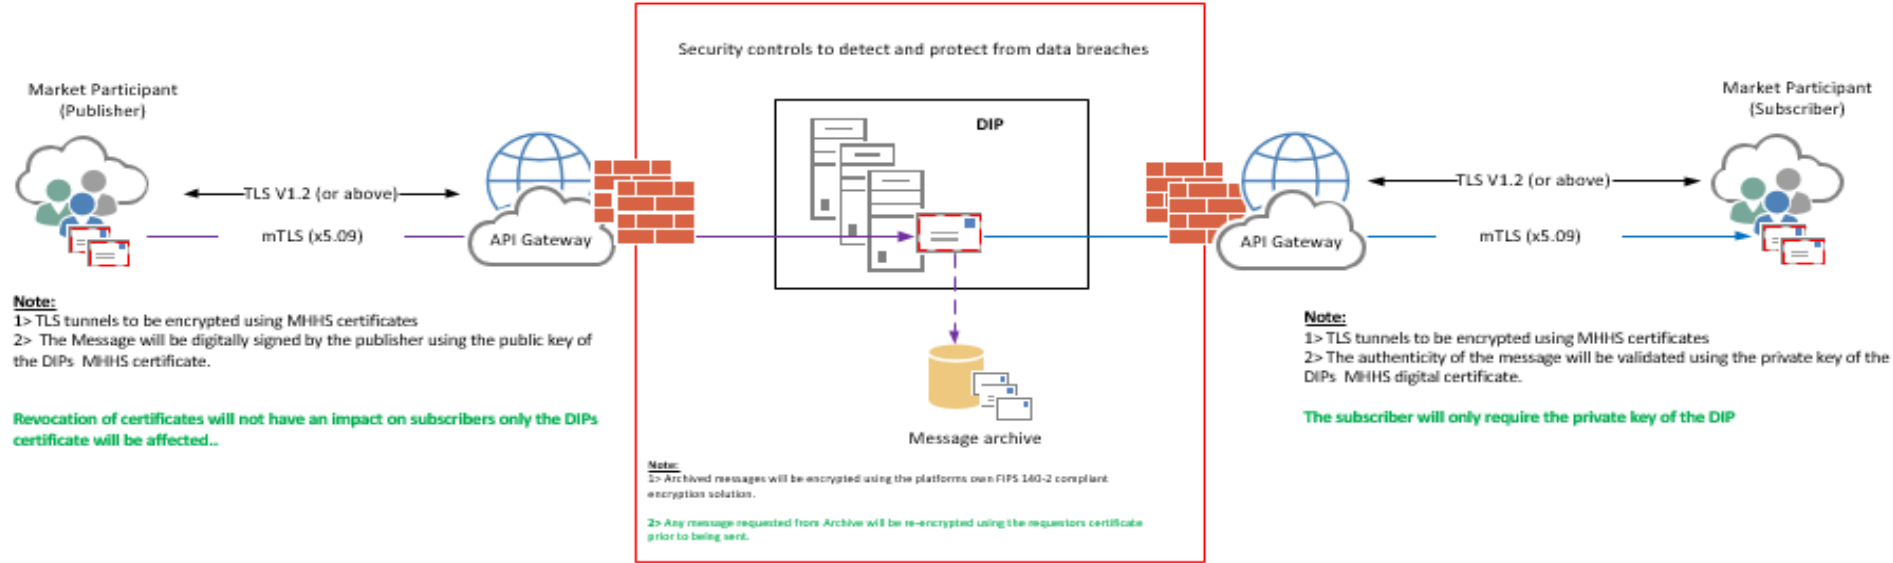 Security controls to detect and protect from data breaches
Market Participant
(Publisher)
TLS V1.2 (or above)
mTLS (x5.09)
API Gateway
DIP
API Gateway
Market Participant
(Subscriber)
TLS V1.2 (or above)
mTLS (x5.09)
Note:
1> TLS tunnels to be encrypted using MHHS certificates
2> The Message will be digitally signed by the publisher using the public key of
the DIPs MHHS certificate.
Revocation of certificates will not have an impact on subscribers only the DIPs
certificate will be affected..
Message archive
Note:
1> Archived messages will be encrypted using the platforms own FIPS 140-2 compliant
encryption solution.
2> Any message requested from Archive will be re-encrypted using the requestors certificate
prior to being sent.
Note:
1> TLS tunnels to be encrypted using MHHS certificates
2> The authenticity of the message will be validated using the private key of the
DIPs MHHS digital certificate.
The subscriber will only require the private key of the DIP